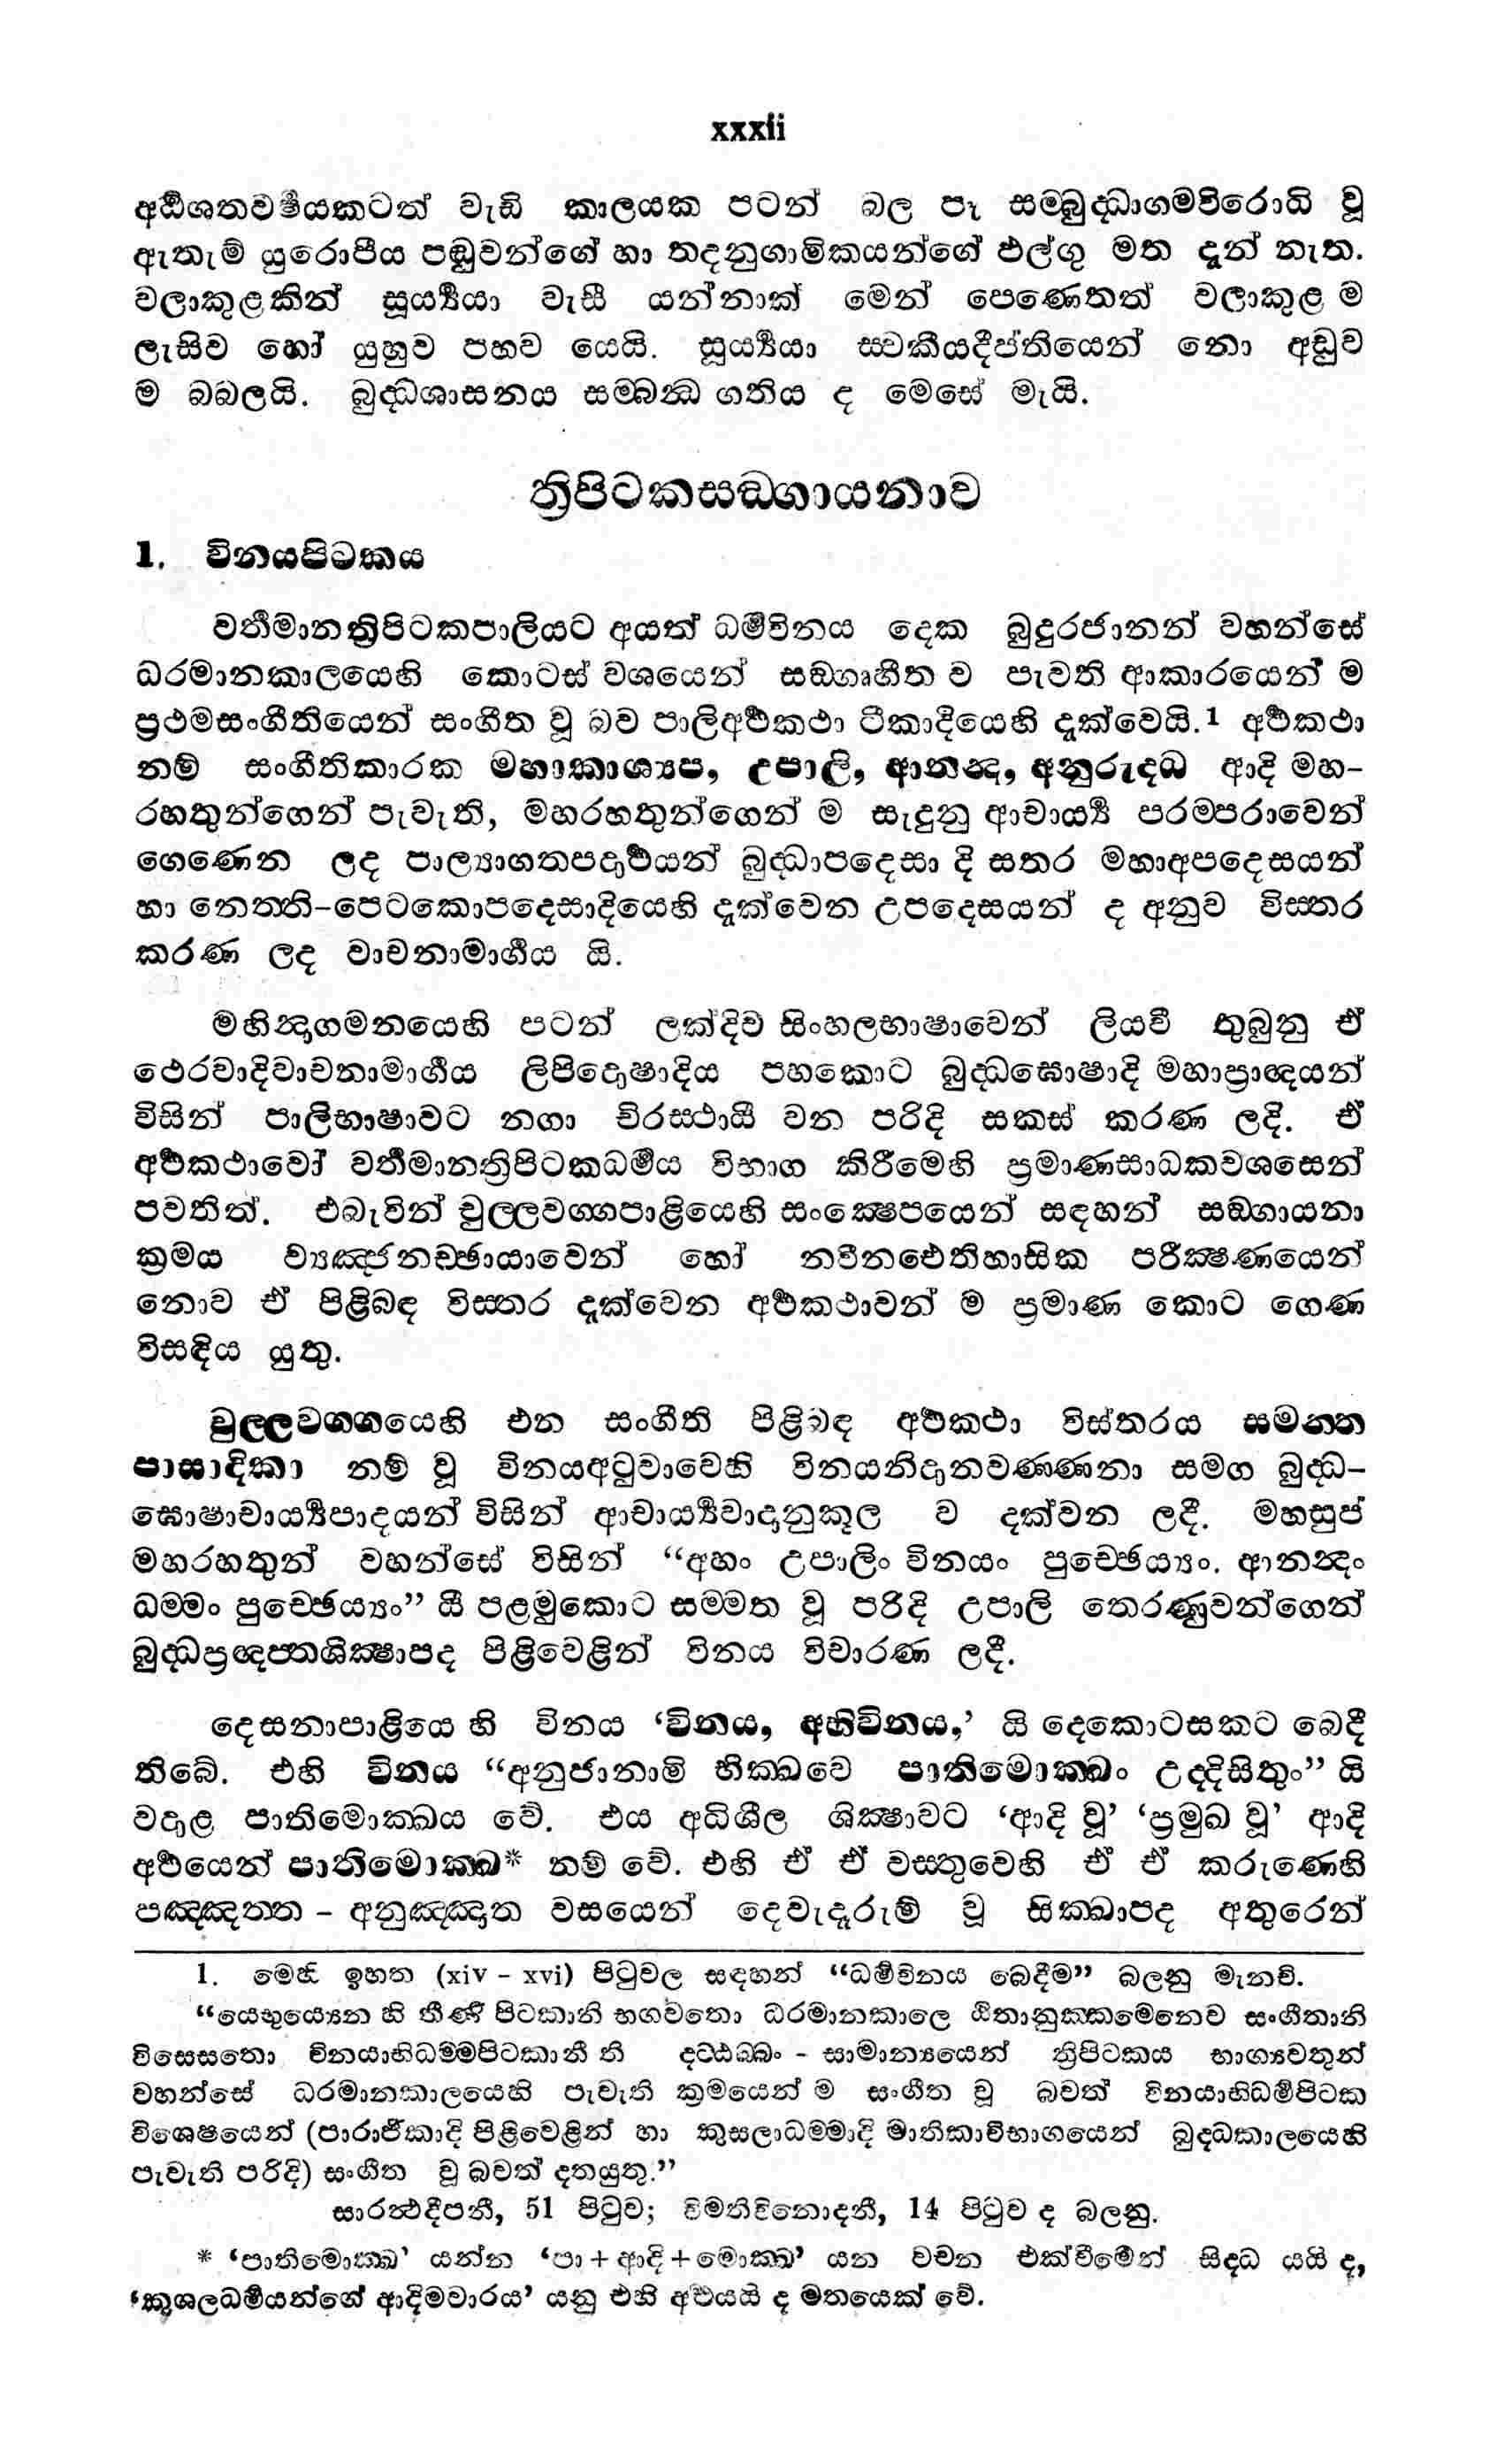 xxxii
අර්ධශතවර්ෂයකටත් වැඩි කාලයක පටන් බල පෑ සම්බුද්ධාගමවිරොධි වූ
ඇතැම් යුරොපීය පඬුවන්ගේ හා තදනුගාමිකයන්ගේ ඵල්ගු මත දැන් නැත.
වලාකුළකින් සූර්‍ය්‍යයා වැසී යන්නාක් මෙන් පෙණෙතත් වලාකුළ ම
ලැසිව හෝ යුහුව පහව යෙයි. සූර්‍ය්‍යයා ස්වකීයදීප්තියෙන් නො අඩුව
ම බබලයි. බුද්ධශාසනය සම්බන්ධ ගතිය ද මෙසේ මැයි.
ත්‍රිපිටකසඞ්ගායනාව
1. විනයපිටකය
වර්තමානත්‍රිපිටකපාලියට අයත් ධර්මවිනය දෙක බුදුරජානන් වහන්සේ
ධරමානකාලයෙහි කොටස් වශයෙන් සඞ්ගෘහීත ව පැවති ආකාරයෙන් ම
ප්‍රථමසංගීතියෙන් සංගීත වූ බව පාලිඅර්ථකථා ටීකාදියෙහි දැක්වෙයි.1 අර්ථකථා
නම් සංගීතිකාරක මහාකාශ්‍යප, උපාලි, ආනන්ද, අනුරුද්ධ ආදි මහ-
රහතුන්ගෙන් පැවැති, මහරහතුන්ගෙන් ම සැදුනු ආචාර්‍ය්‍ය පරම්පරාවෙන්
ගෙණෙන ලද පාල්‍යාගතපදාර්ථයන් බුද්ධාපදෙසා දි සතර මහාඅපදෙසයන්
හා නෙත්ති-පෙටකොපදෙසාදියෙහි දැක්වෙන උපදෙසයන් ද අනුව විස්තර
කරණ ලද වාචනාමාර්ගය යි.
මහින්දාගමනයෙහි පටන් ලක්දිව සිංහලභාෂාවෙන් ලියවී තුබුනු ඒ
ථෙරවාදිවාචනාමාර්ගය ලිපිදොෂාදිය පහකොට බුද්ධඝොෂාදි මහාප්‍රාඥයන්
විසින් පාලිභාෂාවට නගා චිරස්ථායී වන පරිදි සකස් කරණ ලදි. ඒ
අර්ථකථාවෝ වර්තමානත්‍රිපිටකධර්මය විභාග කිරීමෙහි ප්‍රමාණසාධකවශසෙන්
පවතිත්. එබැවින් චුල්ලවග්ගපාළියෙහි සංක්‍ෂෙපයෙන් සඳහන් සඞ්ගායනා
ක්‍රමය ව්‍යඤ්ජනච්ඡායාවෙන් හෝ නවීනඓතිහාසික පරීක්‍ෂණයෙන්
නොව ඒ පිළිබඳ විස්තර දැක්වෙන අර්ථකථාවන් ම ප්‍රමාණ කොට ගෙණ
විසඳිය යුතු.
චුල්ලවග්ගයෙහි එන සංගීති පිළිබඳ අර්ථකථා විස්තරය සමන්ත
පාසාදිකා නම් වූ විනයඅටුවාවෙහි විනයනිදානවණ්ණනා සමග බුද්ධ-
ඝොෂාචාර්‍ය්‍යපාදයන් විසින් ආචාර්‍ය්‍යවාදානුකූල ව දක්වන ලදී. මහසුප්
මහරහතුන් වහන්සේ විසින් “අහං උපාලිං විනයං පුච්ඡෙය්‍යං. ආනන්දං
ධම්මං පුච්ඡෙය්‍යං” යී පළමුකොට සම්මත වූ පරිදි උපාලි තෙරණුවන්ගෙන්
බුද්ධප්‍රඥප්තශික්‍ෂාපද පිළිවෙළින් විනය විචාරණ ලදී.
දෙසනාපාළියෙ හි විනය ‘විනය, අභිවිනය,’ යි දෙකොටසකට බෙදී
තිබේ. එහි විනය “අනුජානාමි භික්ඛවෙ පාතිමොක්ඛං උද්දිසිතුං” යි
වදාළ පාතිමොක්ඛය වේ. එය අධිශීල ශික්‍ෂාවට ‘ආදි වූ’ ‘ප්‍රමුඛ වූ’ ආදි
අර්ථයෙන් පාතිමොක්ඛ* නම් වේ. එහි ඒ ඒ වස්තුවෙහි ඒ ඒ කරුණෙහි
පඤ්ඤත්ත - අනුඤ්ඤාත වසයෙන් දෙවැදෑරුම් වූ සික්ඛාපද අතුරෙන්
1. මෙහි ඉහත (xiv - xvi) පිටුවල සඳහන් “ධර්මවිනය බෙදීම” බලනු මැනවි.
“යෙභුය්‍යෙන හි තීණි පිටකානි භගවතො ධරමානකාලෙ ඨිතානුක්කමෙනෙව සංගීතානි
විසෙසතො විනයාභිධම්මපිටකානී ති දට්ඨබ්බං - සාමාන්‍යයෙන් ත්‍රිපිටකය භාග්‍යවතුන්
වහන්සේ ධරමානකාලයෙහි පැවැති ක්‍රමයෙන් ම සංගීත වූ බවත් විනයාභිධර්මපිටක
විශෙෂයෙන් (පාරාජිකාදි පිළිවෙළින් හා කුසලාධම්මාදි මාතිකාවිභාගයෙන් බුද්ධකාලයෙහි
පැවැති පරිදි) සංගීත වූ බවත් දතයුතු.”
සාරත්ථදීපනී, 51 පිටුව; විමතිවිනොදනී, 14 පිටුව ද බලනු.
* ‘පාතිමොක්ඛ’ යන්න ‘පා+ආදි+මොක්ඛ’ යන වචන එක්වීමෙන් සිද්ධ යයි ද,
‘කුශලධර්මයන්ගේ ආදිමවාරය’ යනු එහි අර්ථයයි ද මතයෙක් වේ.